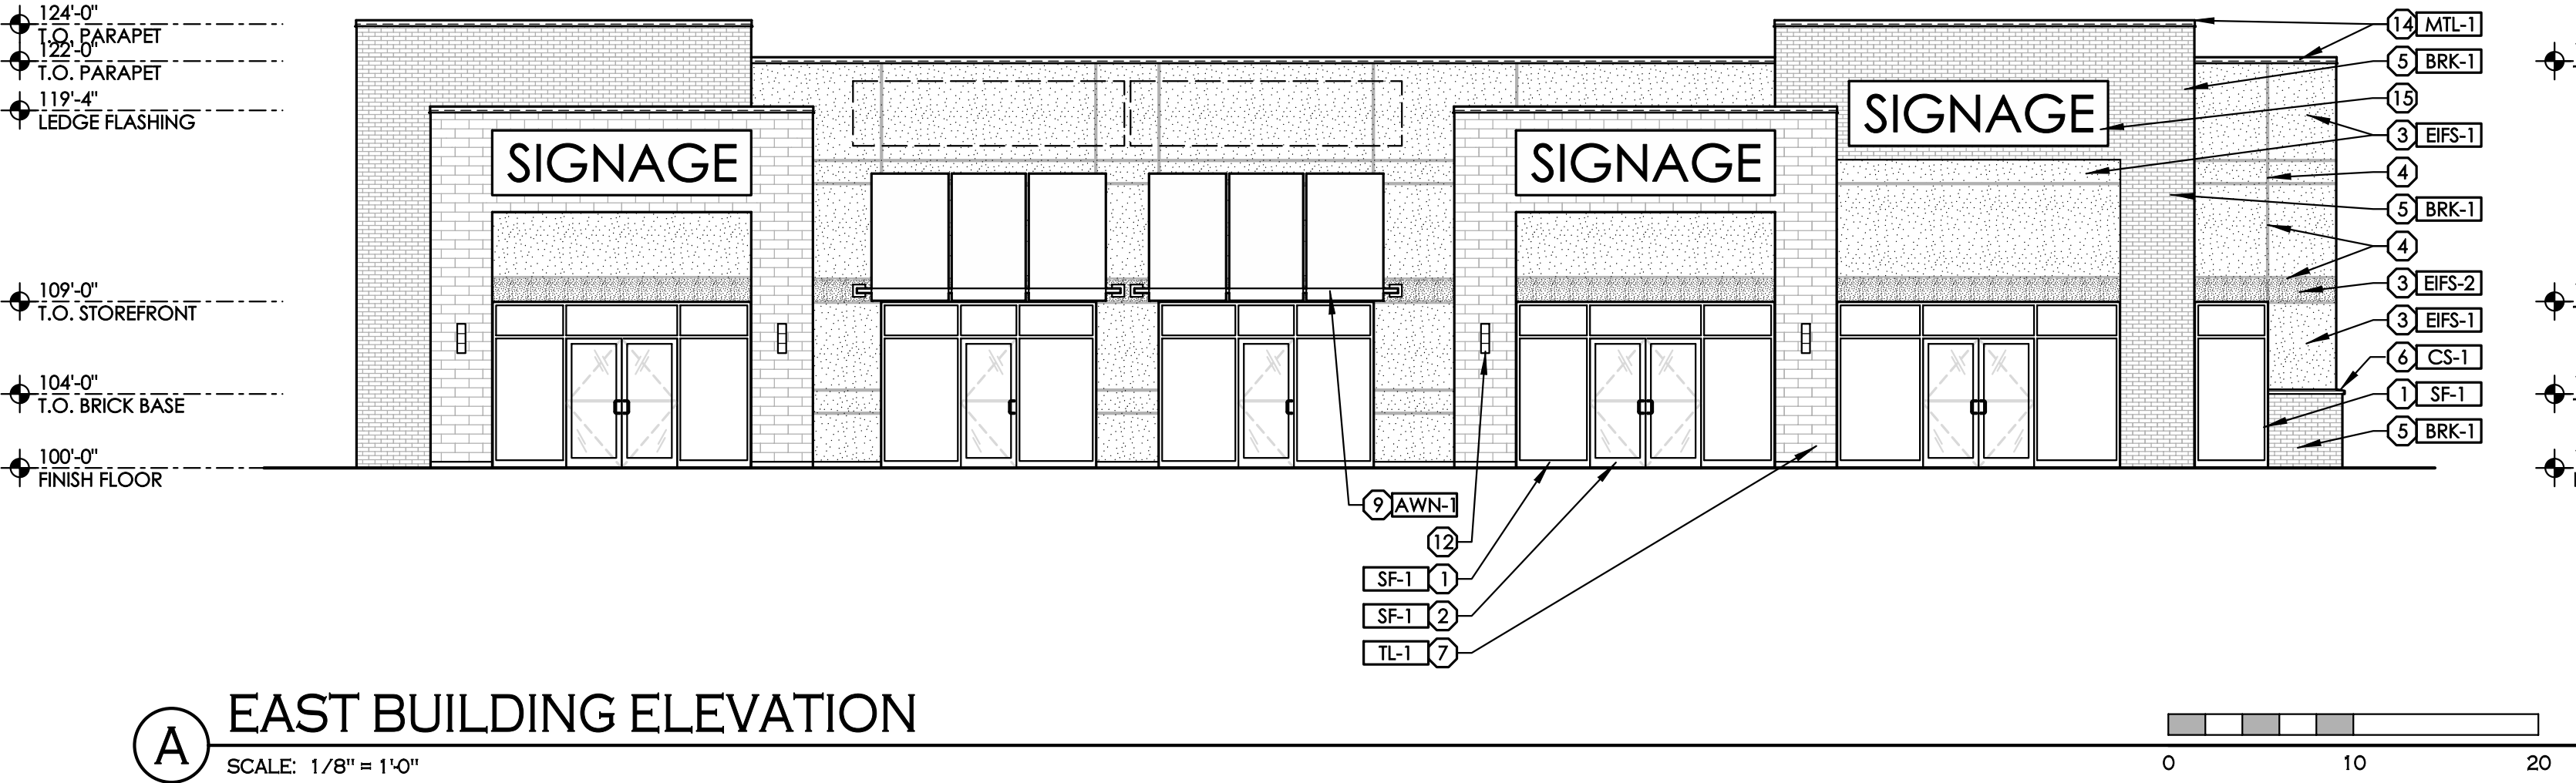 124'-0"
T.O. PARAPET
122'-0"
T.O. PARAPET
119'-4"
LEDGE FLASHING
109'-0"
T.O. STOREFRONT
104'-0"
T.O. BRICK BASE
100'-0"
FINISH FLOOR
SIGNAGE
SIGNAGE
SIGNAGE
14 MTL-1
5 BRK-1
15
3 EIFS-1
4
5 BRK-1
4
3 EIFS-2
3 EIFS-1
6 CS-1
1 SF-1
5 BRK-1
9 AWN-1
12
SF-1 1
SF-1 2
TL-1 7
A EAST BUILDING ELEVATION
SCALE: 1/8" = 1'-0"
0 10 20